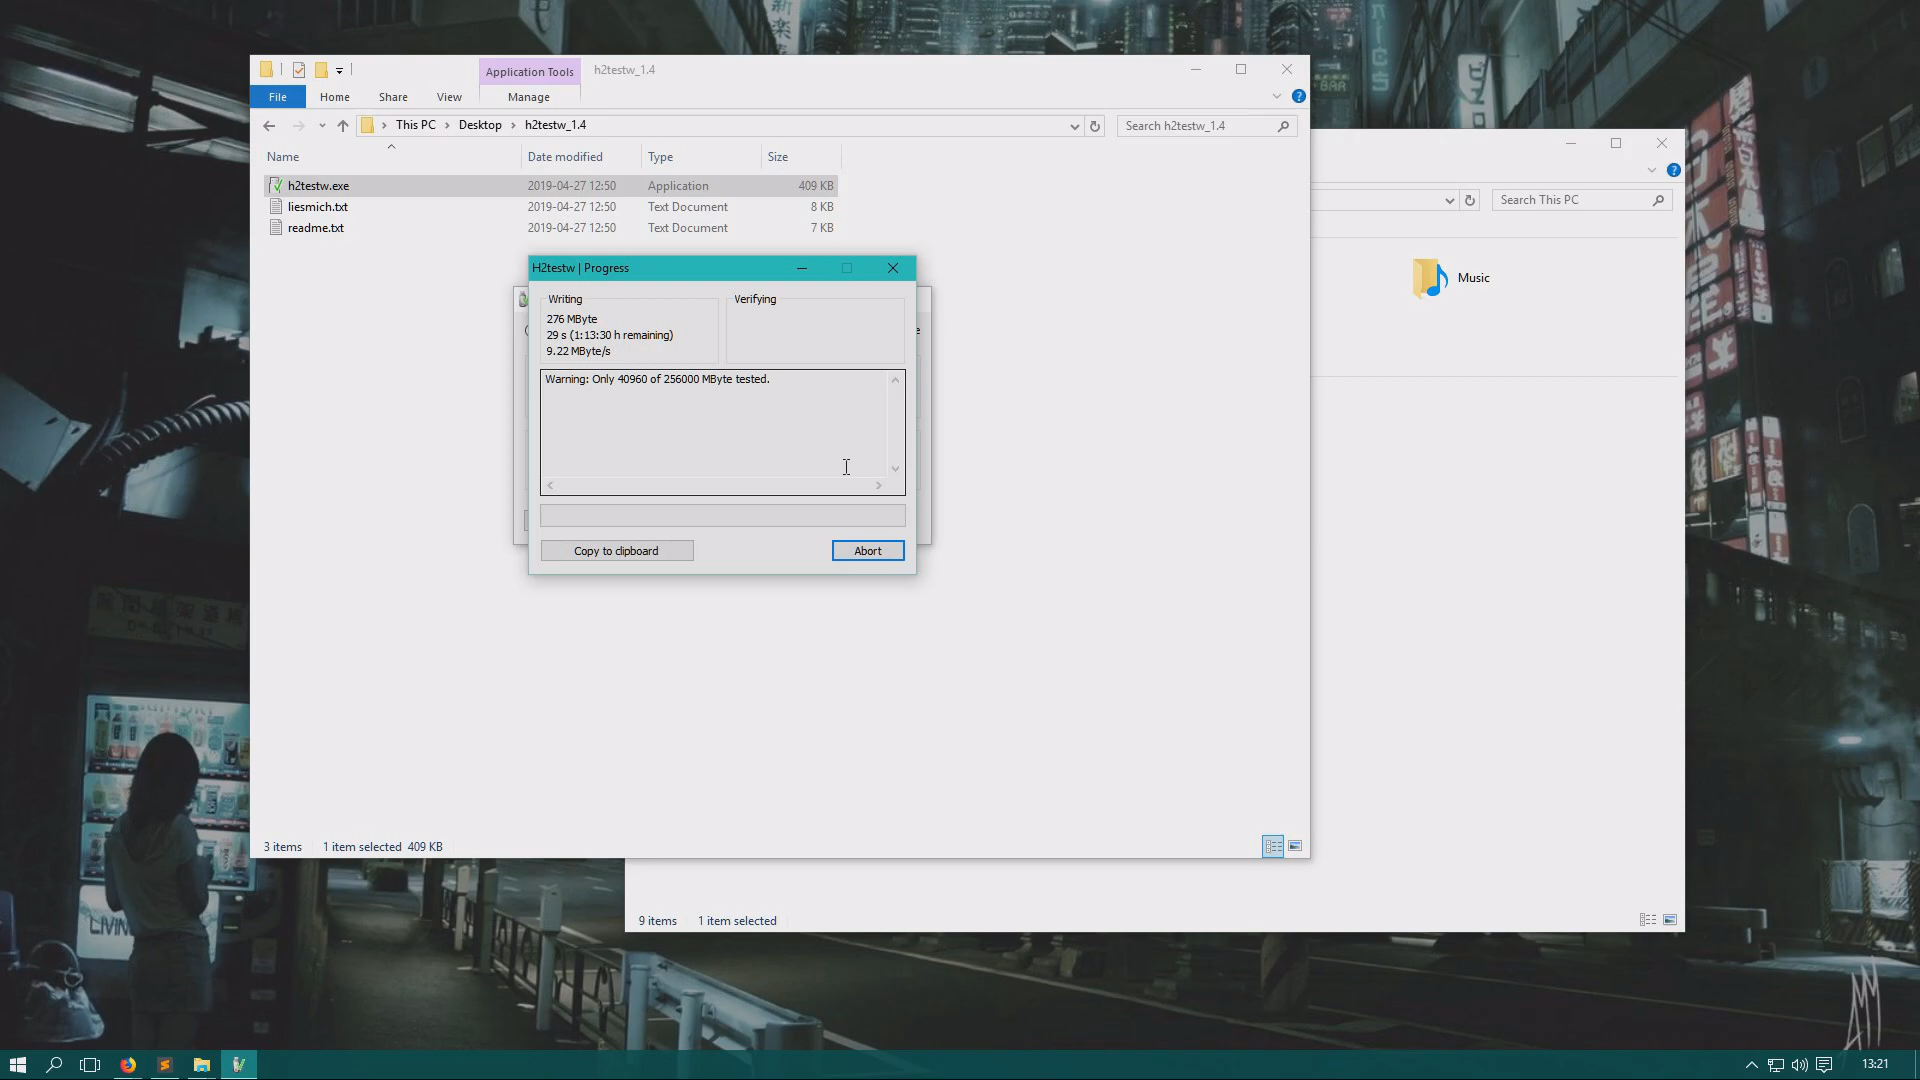 Application Tools
h2testw_1.4
File
Home
Share
View
Manage
This PC
Desktop
h2testw_1.4
Search h2testw_1.4
Name
Date modified
Type
Size
h2testw.exe
2019-04-27 12:50
Application
409 KB
liesmich.txt
2019-04-27 12:50
Text Document
8 KB
readme.txt
2019-04-27 12:50
Text Document
7 KB
Search This PC
Music
H2testw | Progress
Writing
276 MByte
29 s (1:13:30 h remaining)
9.22 MByte/s
Verifying
Warning: Only 40960 of 256000 MByte tested.
Copy to clipboard
Abort
3 items
1 item selected 409 KB
9 items
1 item selected
BAR
LIVING
13:21